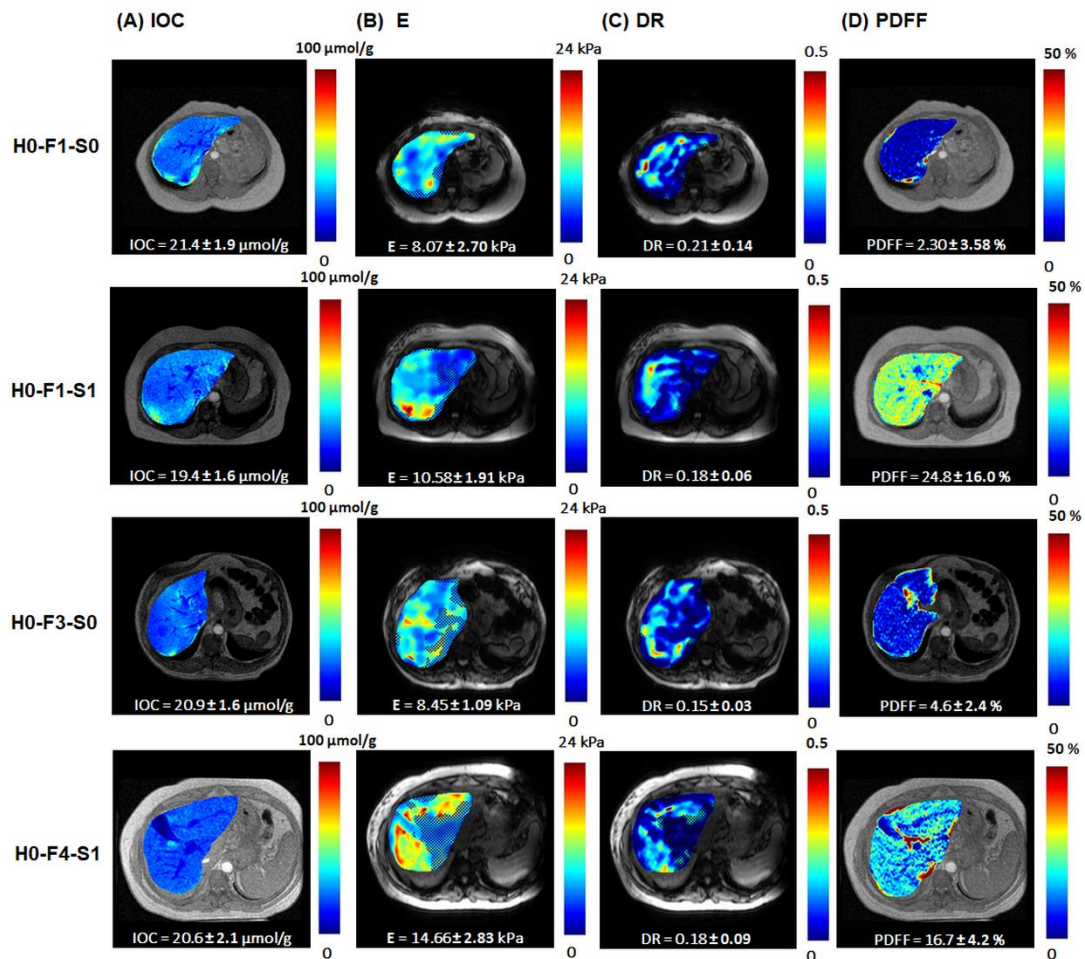 (A) IOC (B) E (C) DR (D) PDFF
100 µmol/g 24 kPa 0.5 50 %
H0-F1-S0
IOC = 21.4 ± 1.9 µmol/g E = 8.07 ± 2.70 kPa DR = 0.21 ± 0.14 PDFF = 2.30 ± 3.58 %
0 0 0 0
100 µmol/g 24 kPa 0.5 50 %
H0-F1-S1
IOC = 19.4 ± 1.6 µmol/g E = 10.58 ± 1.91 kPa DR = 0.18 ± 0.06 PDFF = 24.8 ± 16.0 %
0 0 0 0
100 µmol/g 24 kPa 0.5 50 %
H0-F3-S0
IOC = 20.9 ± 1.6 µmol/g E = 8.45 ± 1.09 kPa DR = 0.15 ± 0.03 PDFF = 4.6 ± 2.4 %
0 0 0 0
100 µmol/g 24 kPa 0.5 50 %
H0-F4-S1
IOC = 20.6 ± 2.1 µmol/g E = 14.66 ± 2.83 kPa DR = 0.18 ± 0.09 PDFF = 16.7 ± 4.2 %
0 0 0 0